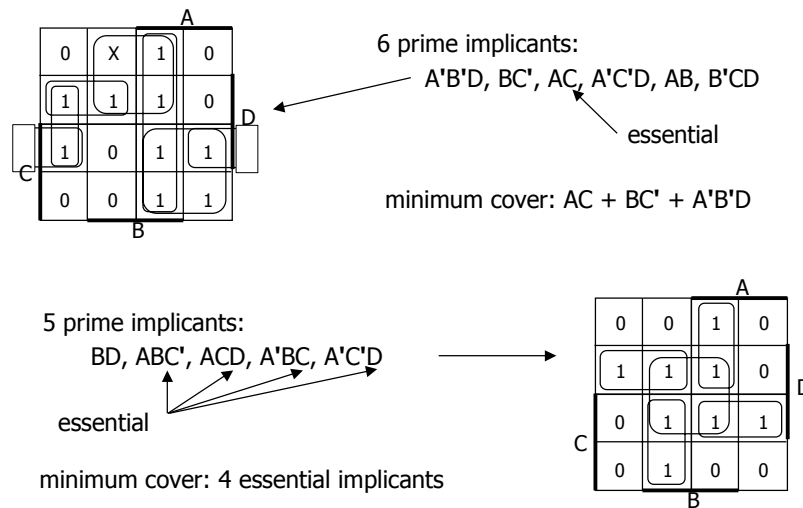 A
0 X 1 0
6 prime implicants:
A'B'D, BC', AC, A'C'D, AB, B'CD
1 1 1 0
D
essential
1 0 1 1
C
0 0 1 1
minimum cover: AC + BC' + A'B'D
B
A
5 prime implicants:
0 0 1 0
BD, ABC', ACD, A'BC, A'C'D
1 1 1 0
D
essential
0 1 1 1
C
0 1 0 0
minimum cover: 4 essential implicants
B